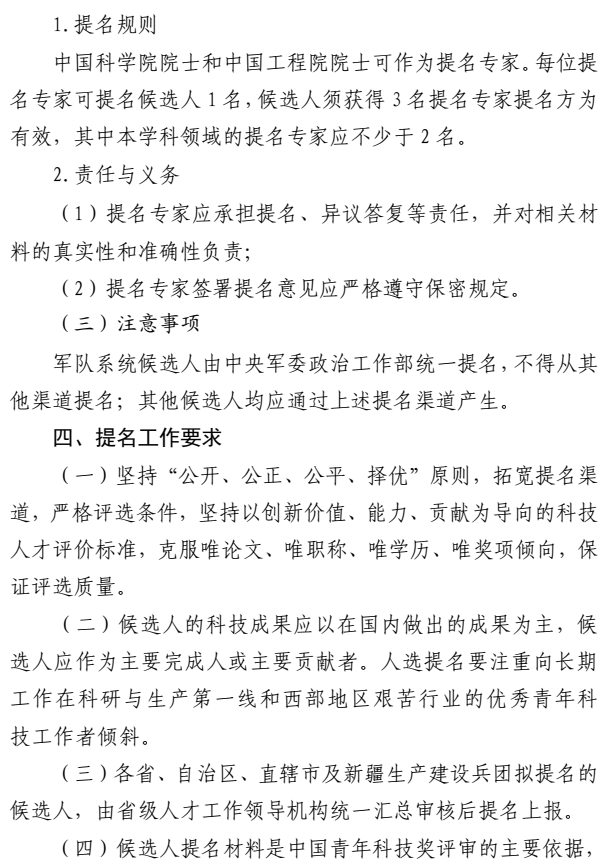 1.提名规则
中国科学院院士和中国工程院院士可作为提名专家。每位提
名专家可提名候选人 1 名，候选人须获得 3 名提名专家提名方为
有效，其中本学科领域的提名专家应不少于 2 名。
2.责任与义务
（1）提名专家应承担提名、异议答复等责任，并对相关材
料的真实性和准确性负责；
（2）提名专家签署提名意见应严格遵守保密规定。
（三）注意事项
军队系统候选人由中央军委政治工作部统一提名，不得从其
他渠道提名；其他候选人均应通过上述提名渠道产生。
四、提名工作要求
（一）坚持“公开、公正、公平、择优”原则，拓宽提名渠
道，严格评选条件，坚持以创新价值、能力、贡献为导向的科技
人才评价标准，克服唯论文、唯职称、唯学历、唯奖项倾向，保
证评选质量。
（二）候选人的科技成果应以在国内做出的成果为主，候
选人应作为主要完成人或主要贡献者。人选提名要注重向长期
工作在科研与生产第一线和西部地区艰苦行业的优秀青年科
技工作者倾斜。
（三）各省、自治区、直辖市及新疆生产建设兵团拟提名的
候选人，由省级人才工作领导机构统一汇总审核后提名上报。
（四）候选人提名材料是中国青年科技奖评审的主要依据，